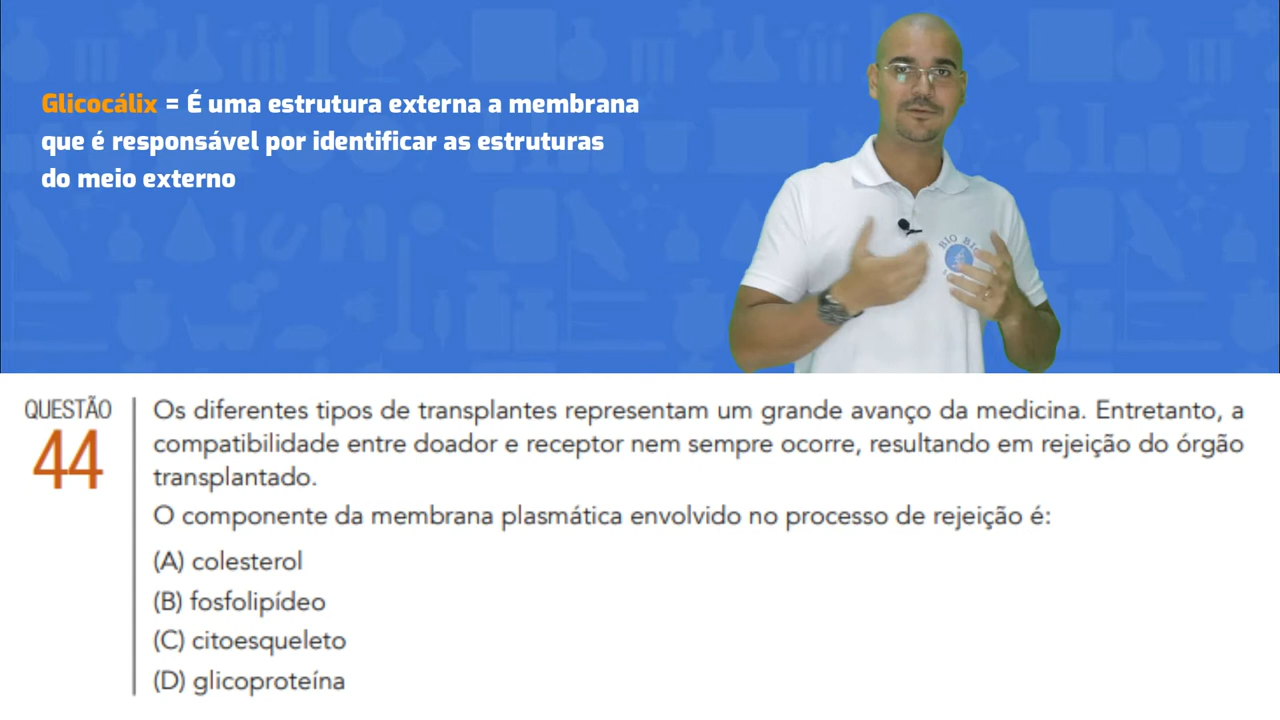 Glicocálix = É uma estrutura externa a membrana
que é responsável por identificar as estruturas
do meio externo
BIO
QUESTÃO
44
Os diferentes tipos de transplantes representam um grande avanço da medicina. Entretanto, a
compatibilidade entre doador e receptor nem sempre ocorre, resultando em rejeição do órgão
transplantado.
O componente da membrana plasmática envolvido no processo de rejeição é:
(A) colesterol
(B) fosfolipídeo
(C) citoesqueleto
(D) glicoproteína